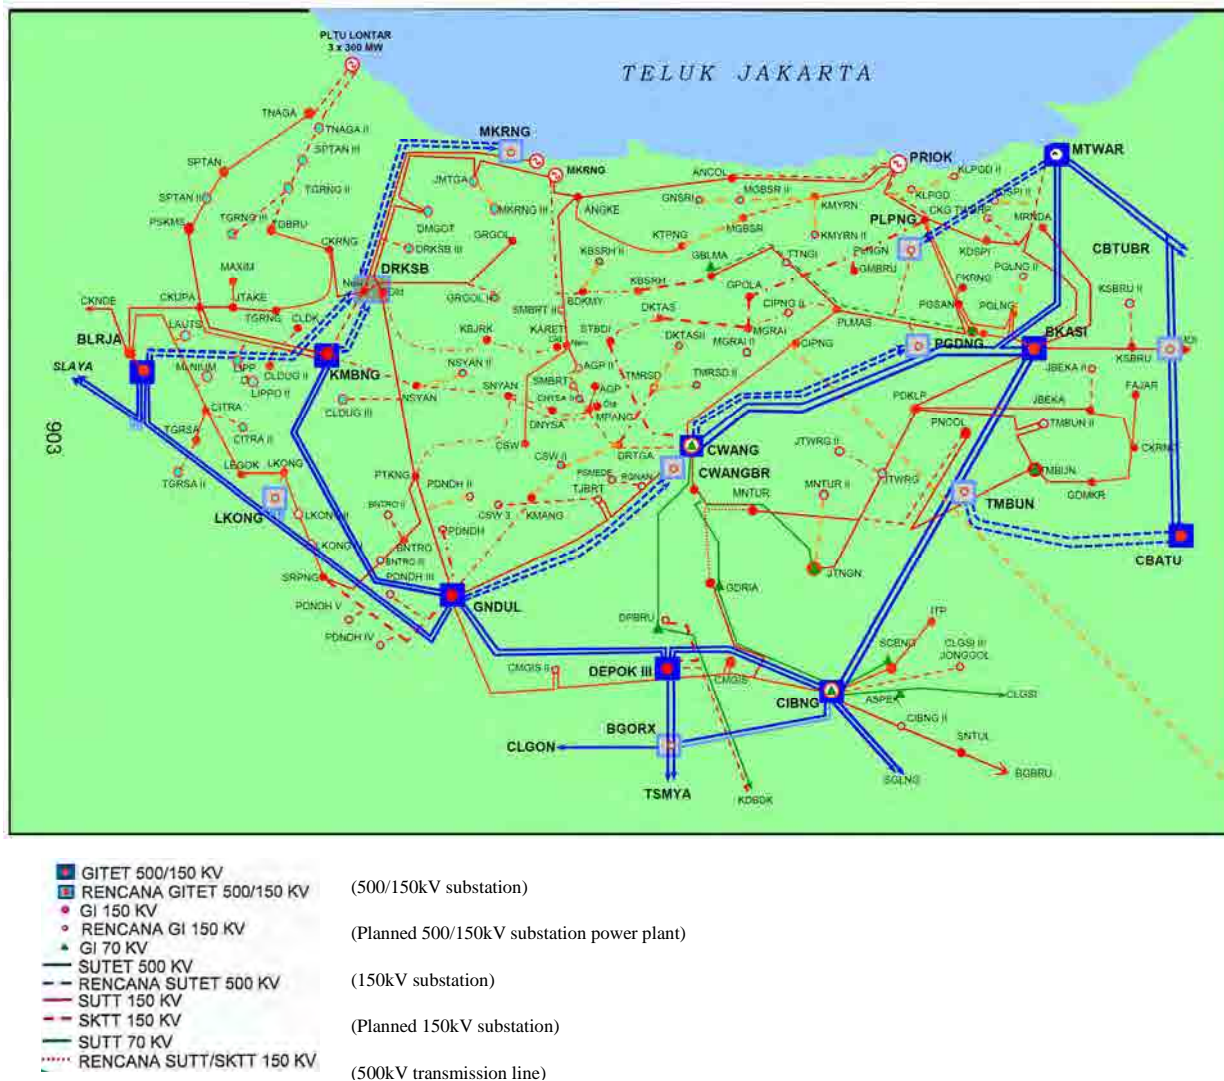 PLTU LONTAR
3 x 300 MW
TELUK JAKARTA
TNAGA
TNAGA II
MKRNG
MKRNG
PRIOK
MTWAR
SPTAN
SPTAN III
JMTGA
ANCOL
KLPGD II
SPTAN II
TGRNG II
MKRNG III
ANGKE
GNSRI
MGBSR II
KLPGD
KMYRN
PSKMS
TGRNG III
DMGOT
PLPNG
MRNDA
CKRNG
GRGOL
DRKSB III
KTPNG
MGBSR
KMYRN II
KDSPY
CBTUBR
DRKSB
KBSRH II
GBLMA
TTNGI
GMBRU
PGLNG II
MAXIM
BDKMY
KBSRH
GPOLA
PKRNG
KSBRU II
CKNDE
CKUPA
JTAKE
GRGOL II
DKTAS
CIPNG II
PGSAN
PGLNG
TGRNG
CLDK
SMBRT II
PLMAS
BLRJA
LAUTS
KBJRK
KARET
STBDI
DKTASII
MGRAI
MGRAI II
CIPNG
PGDNG
BKASI
KSBRU
SLAYA
KMBNG
CLDUG II
NSYAN II
AGP II
TMRSD
TMRSD II
JBEKA II
FAJAR
LIPPO II
NSYAN
SNYAN
SMBRT
AGP
PDKLP
JBEKA
CITRA
CLDUG III
DNYSA
MPANG
CWANG
PNCOL
TMBUN II
903
TGRSA
CITRA II
CSW
DRTGA
JTWRG II
TGRSA II
LEGOK
LKONG
PTKNG
CSW II
CWANGBR
JTWRG
TMBUN
GDMKR
LKONG
PDNDH II
CSW 3
KMANG
TJBRT
MNTUR
MNTUR II
TMBUN
LKONG II
BNTRO II
PDNDH
CBATU
BNTRO
BNTRO III
SRPNG
PDNDH III
GNDUL
JTNGN
PDNDH V
GDRIA
PDNDH IV
DPBRU
ITP
SCBNG
CLGSI III
JONGGOL
CMGIS II
DEPOK III
CMGIS
CIBNG
ASPEK
CLGSI
CIBNG II
BGORX
CLGON
SNTUL
BGBRU
TSMYA
KDBDK
SGLNG
GITET 500/150 KV
RENCANA GITET 500/150 KV
(500/150kV substation)
GI 150 KV
RENCANA GI 150 KV
(Planned 500/150kV substation power plant)
GI 70 KV
SUTET 500 KV
RENCANA SUTET 500 KV
(150kV substation)
SUTT 150 KV
SKTT 150 KV
(Planned 150kV substation)
SUTT 70 KV
RENCANA SUTT/SKTT 150 KV
(500kV transmission line)